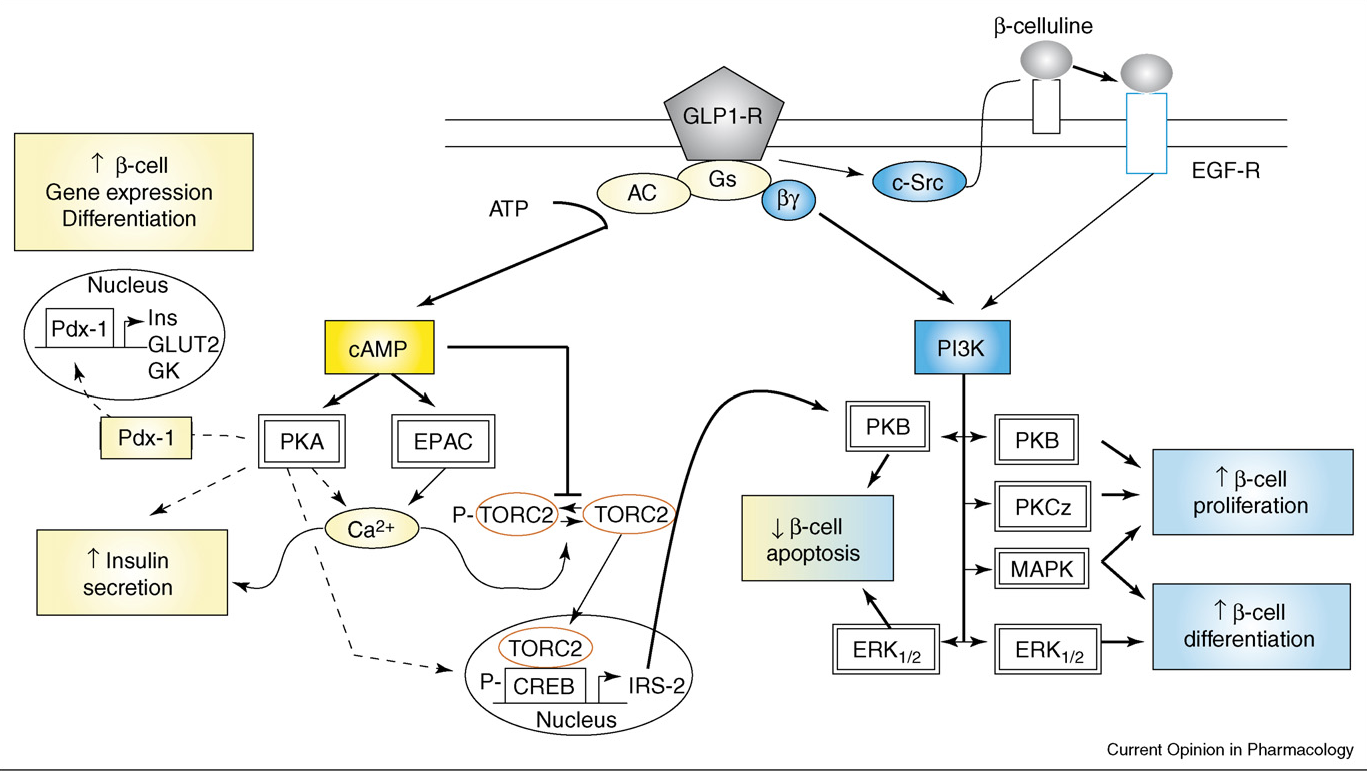 β-celluline
GLP1-R
EGF-R
AC
Gs
βγ
c-Src
ATP
↑ β-cell
Gene expression
Differentiation
Nucleus
Pdx-1
Ins
GLUT2
GK
Pdx-1
cAMP
PI3K
PKA
EPAC
Ca2+
↑ Insulin
secretion
P-TORC2
TORC2
TORC2
P-
CREB
IRS-2
Nucleus
PKB
PKB
PKCz
MAPK
ERK1/2
ERK1/2
↓ β-cell
apoptosis
↑ β-cell
proliferation
↑ β-cell
differentiation
Current Opinion in Pharmacology